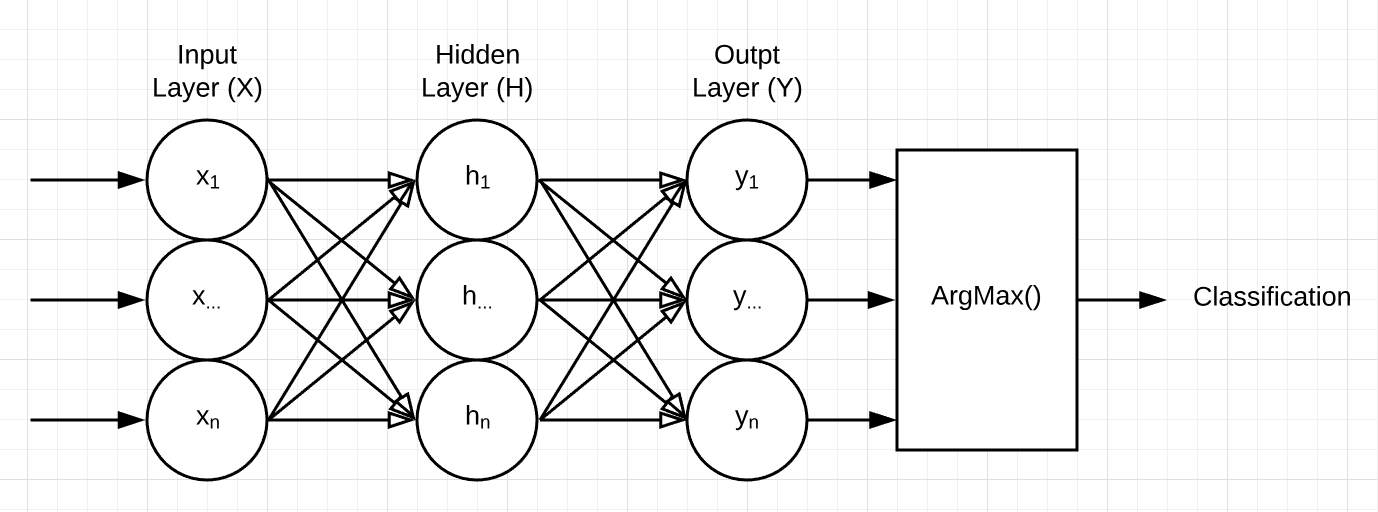 Input
Layer (X)
Hidden
Layer (H)
Outpt
Layer (Y)
x1
h1
y1
x...
h...
y...
ArgMax()
Classification
xn
hn
yn